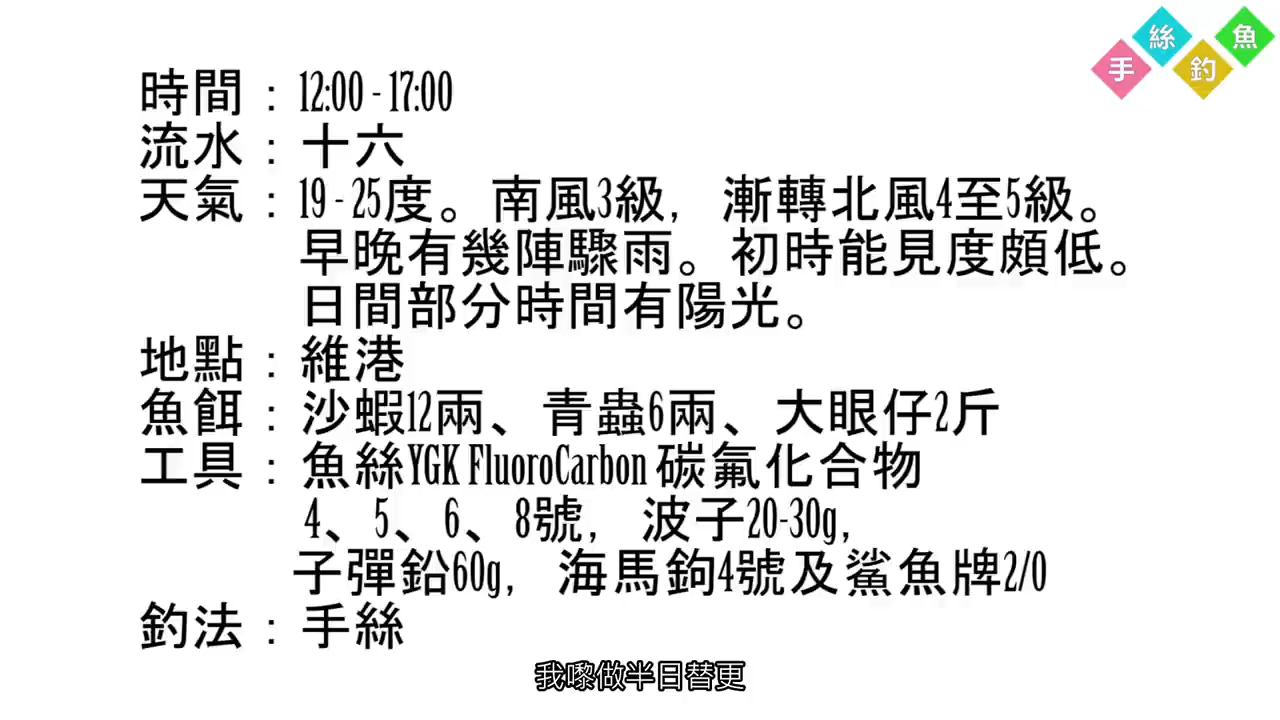 手絲釣魚
時間：12:00 - 17:00
流水：十六
天氣：19 - 25度。南風3級，漸轉北風4至5級。
早晚有幾陣驟雨。初時能見度頗低。
日間部分時間有陽光。
地點：維港
魚餌：沙蝦12兩、青蟲6兩、大眼仔2斤
工具：魚絲YGK FluoroCarbon 碳氟化合物
4、5、6、8號，波子20-30g，
子彈鉛60g，海馬鉤4號及鯊魚牌2/0
釣法：手絲
我嚟做半日替更